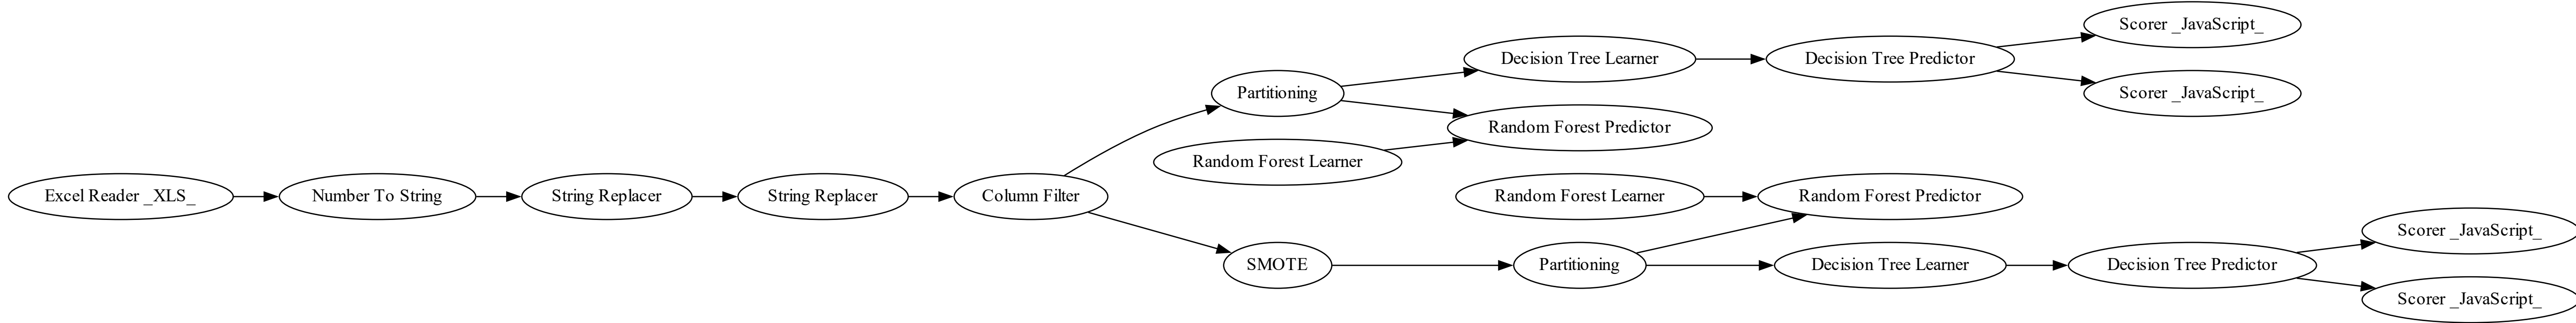 Excel Reader _XLS_
Number To String
String Replacer
String Replacer
Column Filter
Partitioning
Decision Tree Learner
Decision Tree Predictor
Scorer _JavaScript_
Scorer _JavaScript_
Random Forest Predictor
Random Forest Learner
Random Forest Learner
Random Forest Predictor
SMOTE
Partitioning
Decision Tree Learner
Decision Tree Predictor
Scorer _JavaScript_
Scorer _JavaScript_